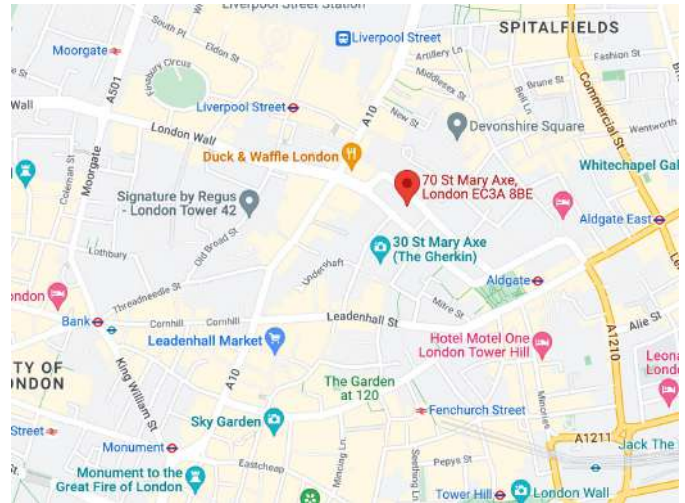 Liverpool Street Station
SPITALFIELDS
South Pl
Moorgate
Eldon St
Liverpool Street
Artillery Ln
Fashion St
Finsbury Circus
A501
Middlesex St
Brune St
Bell Ln
Commercial St
Wall
Liverpool Street
A10
New St
Devonshire Square
Wentworth
London Wall
Moorgate
Coleman St
Duck & Waffle London
Whitechapel Gal
70 St Mary Axe,
London EC3A 8BE
Signature by Regus
- London Tower 42
Aldgate East
Old Broad St
30 St Mary Axe
(The Gherkin)
Lothbury
Undershaft
Aldgate
Threadneedle St
ondon
Mitre St
Bank
Cornhill
Cornhill
Leadenhall St
A1210
Alie St
Leadenhall Market
Hotel Motel One
London Tower Hill
Leona
Londo
TY OF
ONDON
King William St
A10
The Garden
at 120
Minories
Sky Garden
Fenchurch Street
Street
Monument
A1211
Jack The
Mincing Ln
Eastcheap
Seething Ln
Pepys St
Monument to the
Great Fire of London
Tower Hill
London Wall